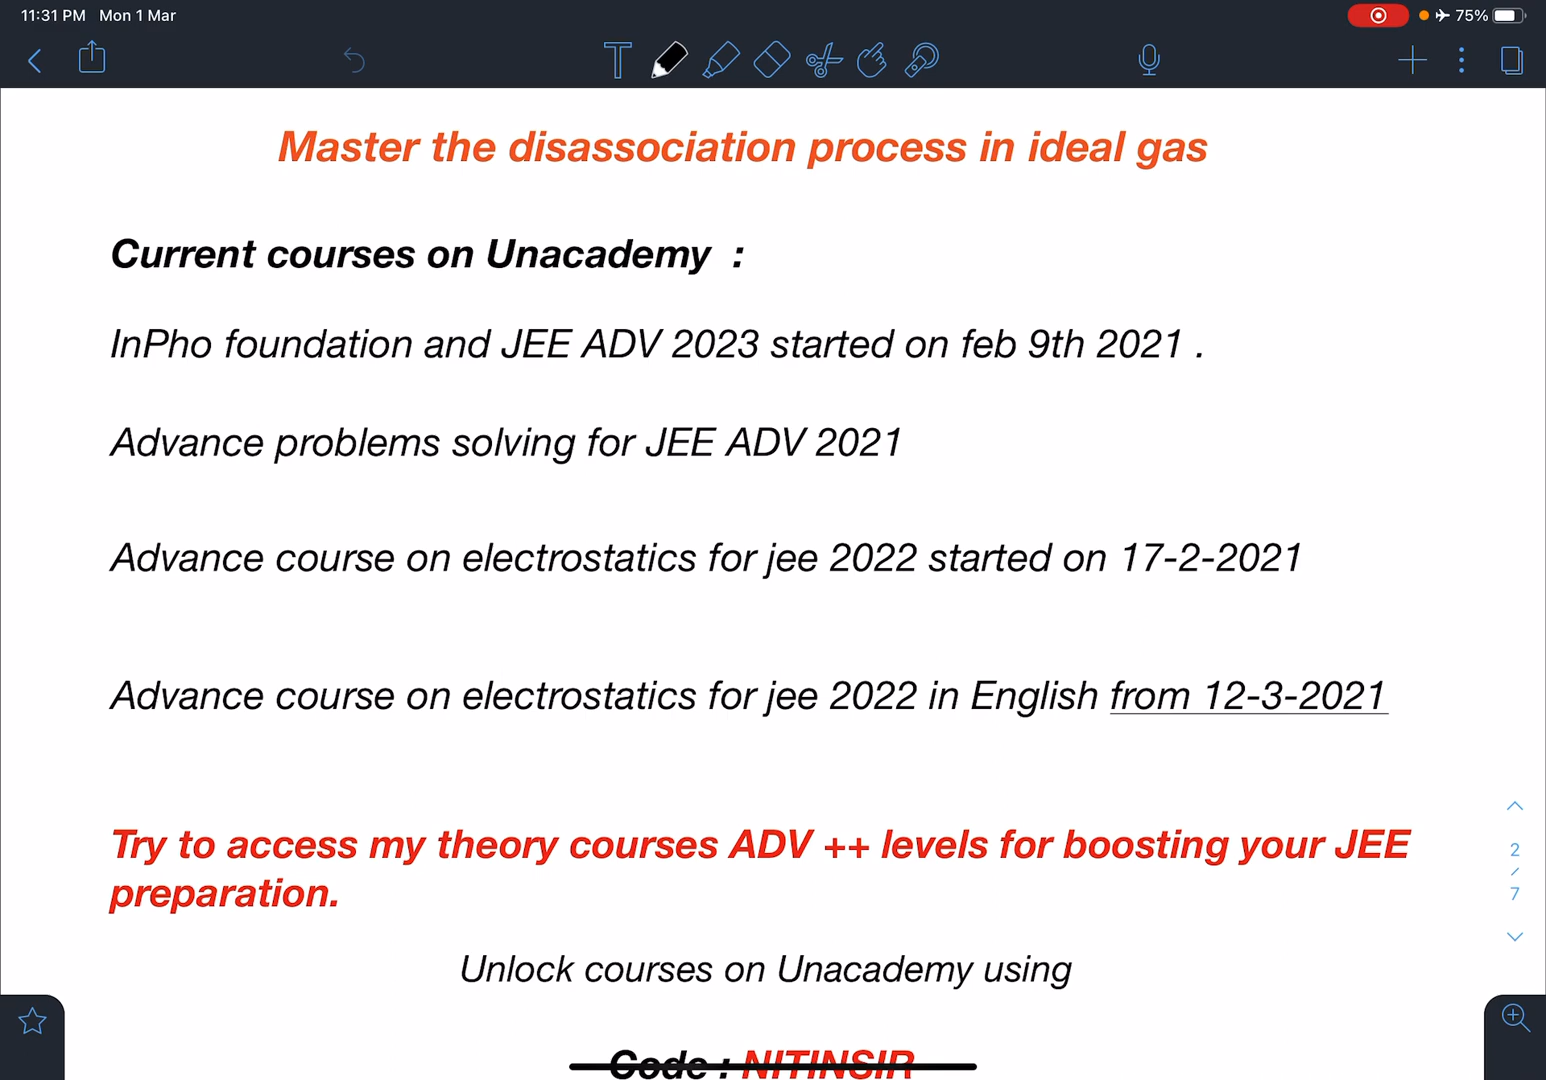 11:31 PM Mon 1 Mar
75%
T
Master the disassociation process in ideal gas
Current courses on Unacademy :
InPho foundation and JEE ADV 2023 started on feb 9th 2021 .
Advance problems solving for JEE ADV 2021
Advance course on electrostatics for jee 2022 started on 17-2-2021
Advance course on electrostatics for jee 2022 in English from 12-3-2021
Try to access my theory courses ADV ++ levels for boosting your JEE
preparation.
2
/
7
Unlock courses on Unacademy using
Code : NITINSIR